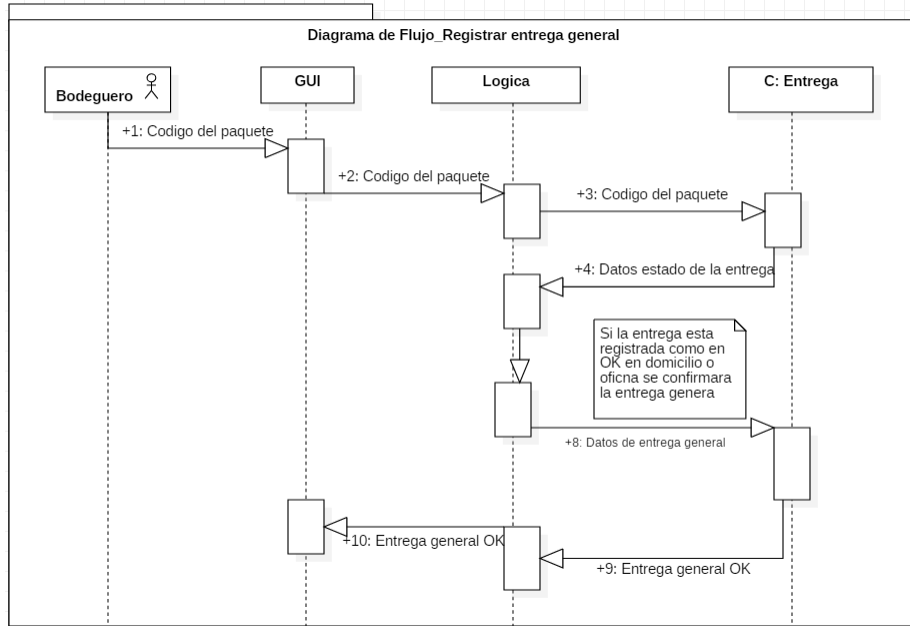 Diagrama de Flujo_Registrar entrega general
Bodeguero
GUI
Logica
C: Entrega
+1: Codigo del paquete
+2: Codigo del paquete
+3: Codigo del paquete
+4: Datos estado de la entrega
Si la entrega esta
registrada como en
OK en domicilio o
oficna se confirmara
la entrega genera
+8: Datos de entrega general
+10: Entrega general OK
+9: Entrega general OK